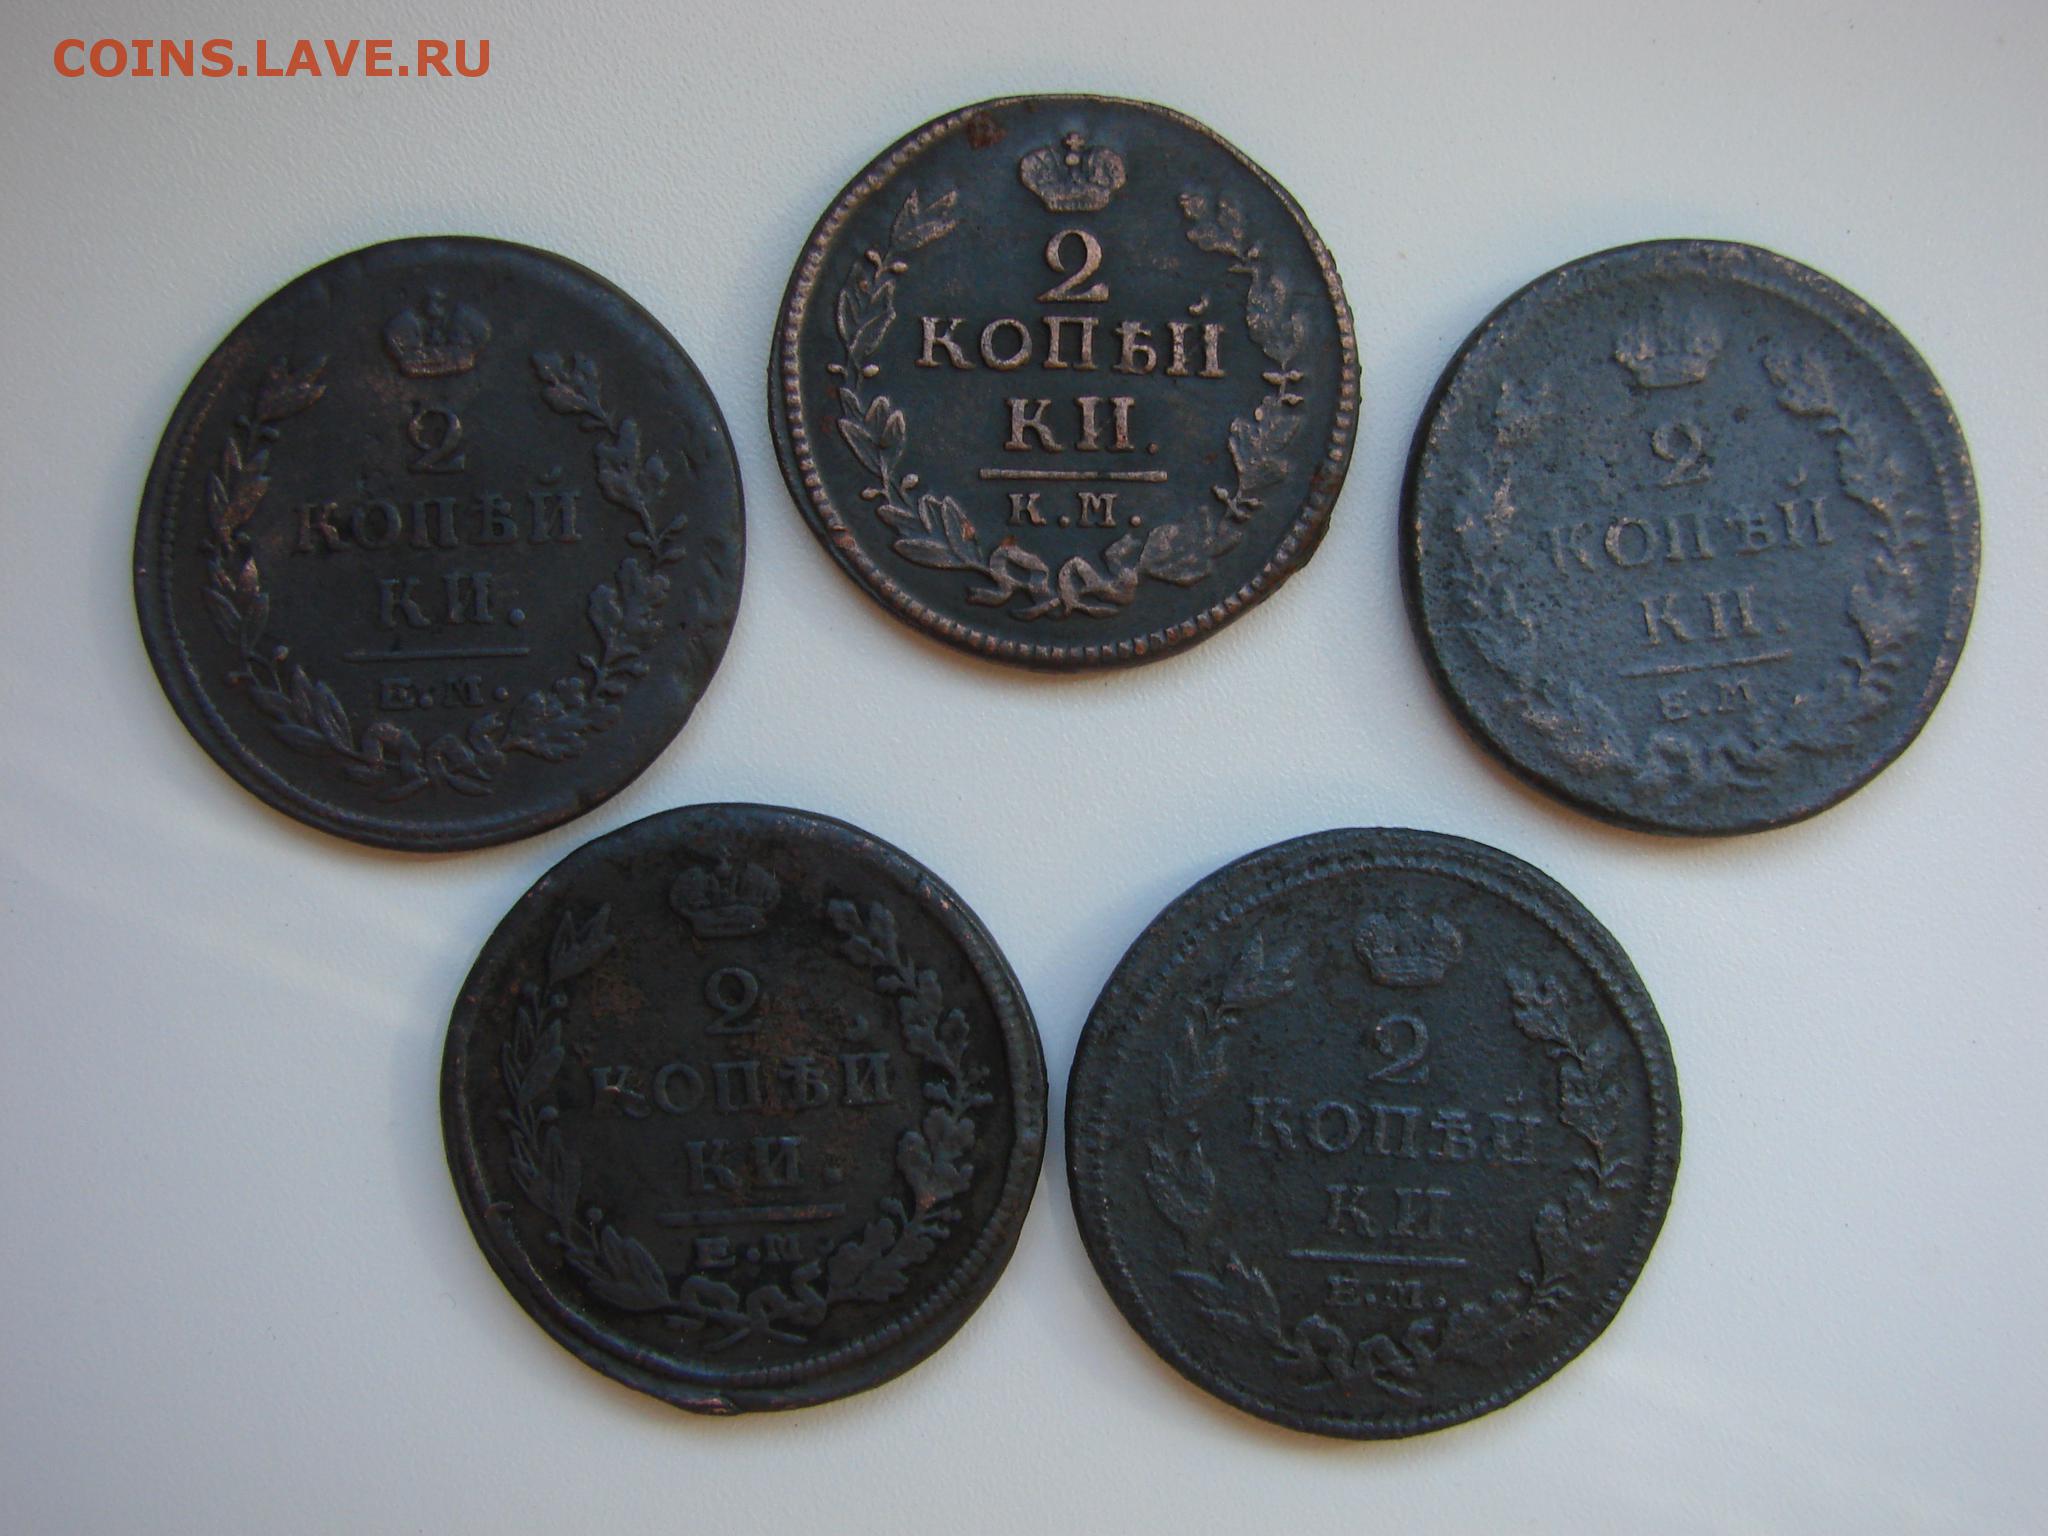 COINS.LAVE.RU
2
КОПѢЙ
КИ.
Е.М.
2
КОПѢЙ
КИ.
К.М.
2
КОПѢЙ
КИ.
Е.М.
2
КОПѢЙ
КИ.
Е.М.
2
КОПѢЙ
КИ.
Е.М.